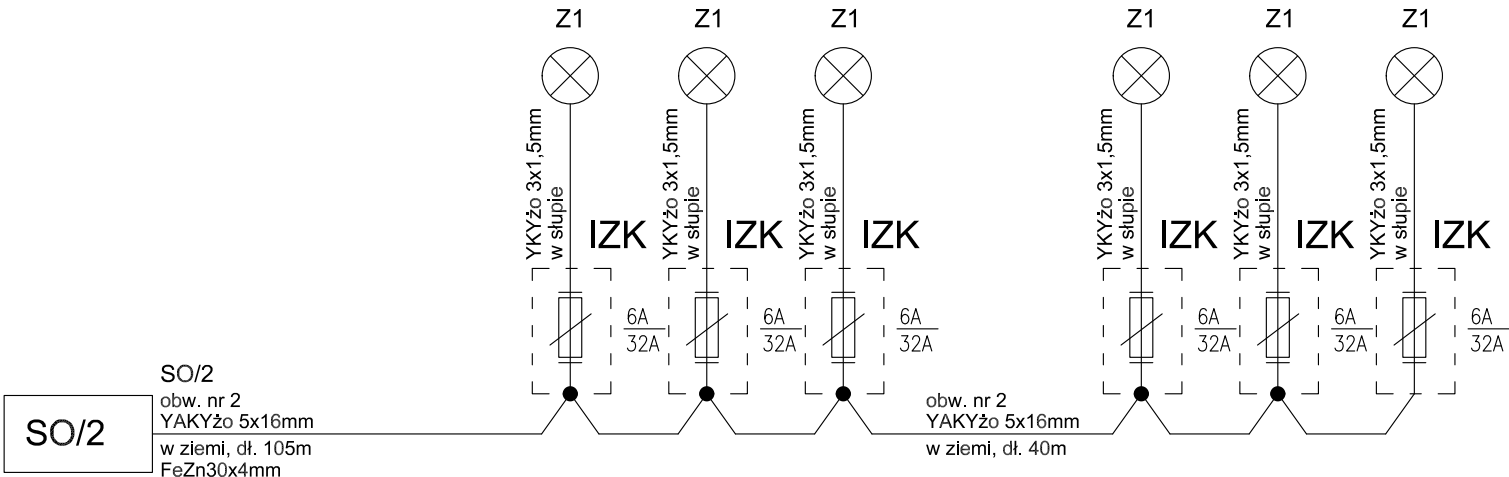 Z1
Z1
Z1
Z1
Z1
Z1
YKYżo 3x1,5mm
w słupie
YKYżo 3x1,5mm
w słupie
YKYżo 3x1,5mm
w słupie
YKYżo 3x1,5mm
w słupie
YKYżo 3x1,5mm
w słupie
YKYżo 3x1,5mm
w słupie
IZK
IZK
IZK
IZK
IZK
IZK
6A
32A
6A
32A
6A
32A
6A
32A
6A
32A
6A
32A
SO/2
SO/2
obw. nr 2
YAKYżo 5x16mm
w ziemi, dł. 105m
FeZn30x4mm
obw. nr 2
YAKYżo 5x16mm
w ziemi, dł. 40m